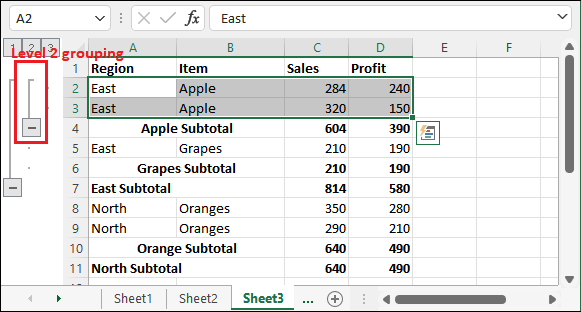 A2 fx East
1 2 3 Level 2 grouping
A B C D E F
1 Region Item Sales Profit
2 East Apple 284 240
3 East Apple 320 150
4 Apple Subtotal 604 390
5 East Grapes 210 190
6 Grapes Subtotal 210 190
7 East Subtotal 814 580
8 North Oranges 350 280
9 North Oranges 290 210
10 Orange Subtotal 640 490
11 North Subtotal 640 490
Sheet1 Sheet2 Sheet3 ...